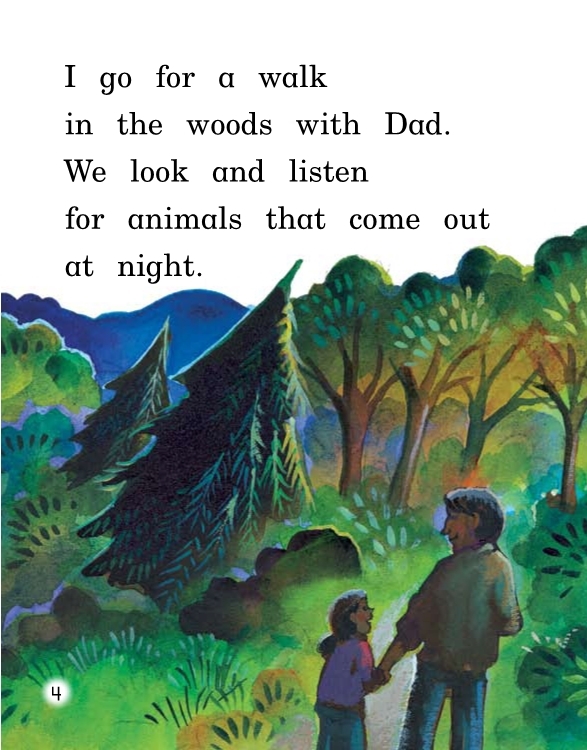 I go for a walk
in the woods with Dad.
We look and listen
for animals that come out
at night.
4